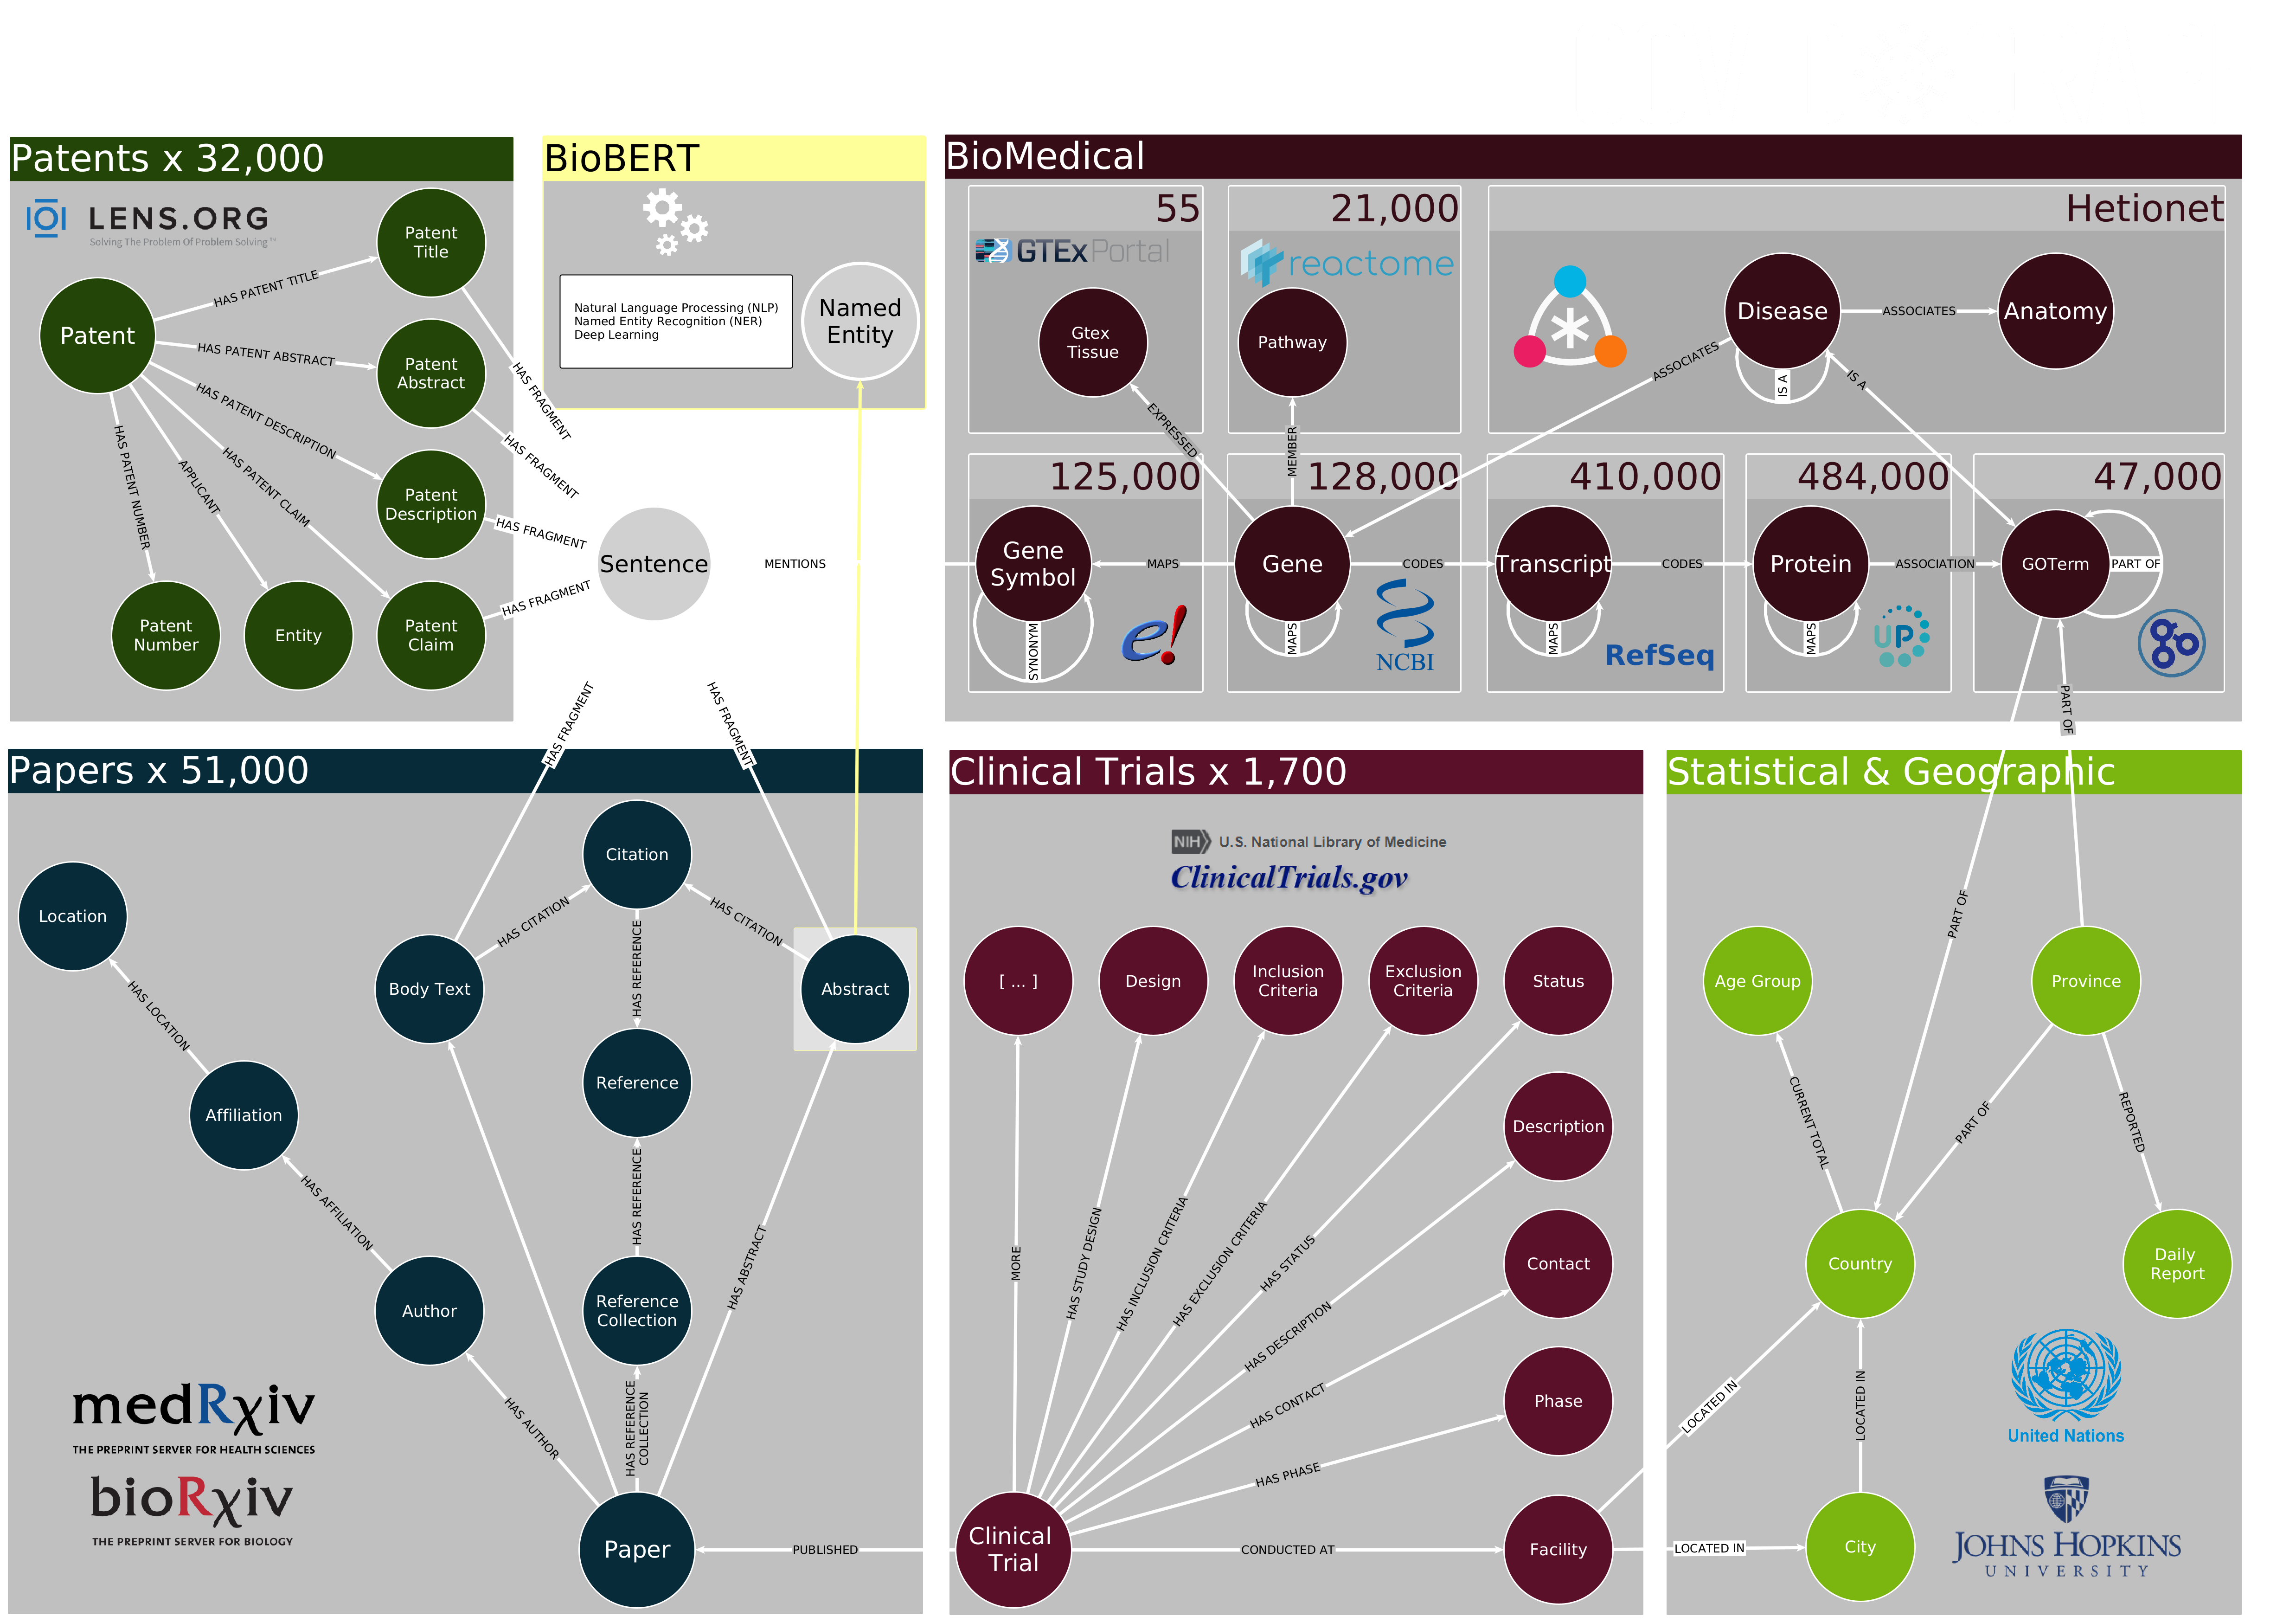 Patents x 32,000
LENS.ORG
Solving The Problem Of Problem Solving™
Patent
Title
HAS PATENT TITLE
Patent
HAS PATENT ABSTRACT
Patent
Abstract
HAS PATENT DESCRIPTION
HAS PATENT CLAIM
APPLICANT
HAS PATENT NUMBER
Patent
Description
Patent
Number
Entity
Patent
Claim
HAS FRAGMENT
HAS FRAGMENT
HAS FRAGMENT
HAS FRAGMENT
BioBERT
Natural Language Processing (NLP)
Named Entity Recognition (NER)
Deep Learning
Named
Entity
Sentence
MENTIONS
HAS FRAGMENT
HAS FRAGMENT
BioMedical
55
GTEx Portal
Gtex
Tissue
21,000
reactome
Pathway
Hetionet
Disease
ASSOCIATES
Anatomy
ASSOCIATES
IS A
IS A
EXPRESSED
MEMBER
125,000
Gene
Symbol
SYNONYM
e!
MAPS
128,000
Gene
MAPS
NCBI
CODES
410,000
Transcript
MAPS
RefSeq
CODES
484,000
Protein
MAPS
UP
ASSOCIATION
47,000
GOTerm
PART OF
go
PART OF
Papers x 51,000
Citation
Location
HAS CITATION
HAS CITATION
HAS REFERENCE
Body Text
Abstract
HAS LOCATION
Reference
Affiliation
HAS REFERENCE
HAS AFFILIATION
HAS ABSTRACT
Author
Reference
Collection
HAS AUTHOR
HAS REFERENCE
COLLECTION
medRχiv
THE PREPRINT SERVER FOR HEALTH SCIENCES
bioRχiv
THE PREPRINT SERVER FOR BIOLOGY
Paper
PUBLISHED
Clinical Trials x 1,700
NIH U.S. National Library of Medicine
ClinicalTrials.gov
[ ... ]
Design
Inclusion
Criteria
Exclusion
Criteria
Status
Description
Contact
Phase
MORE
HAS STUDY DESIGN
HAS INCLUSION CRITERIA
HAS EXCLUSION CRITERIA
HAS STATUS
HAS DESCRIPTION
HAS CONTACT
HAS PHASE
Clinical
Trial
CONDUCTED AT
Facility
Statistical & Geographic
PART OF
Age Group
Province
CURRENT TOTAL
PART OF
REPORTED
Country
Daily
Report
LOCATED IN
LOCATED IN
United Nations
LOCATED IN
City
JOHNS HOPKINS
UNIVERSITY